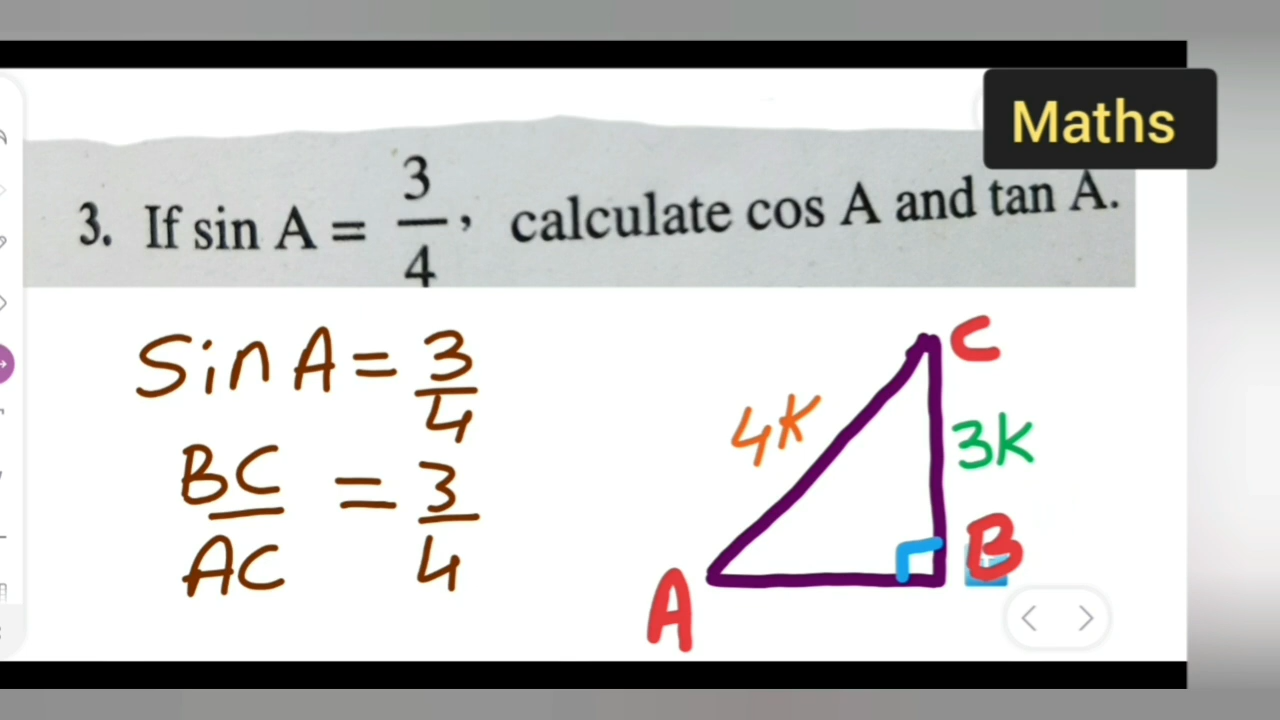 Maths
3. If sin A = 3/4, calculate cos A and tan A.
Sin A = 3/4
BC/AC = 3/4
C
4K
3K
B
A